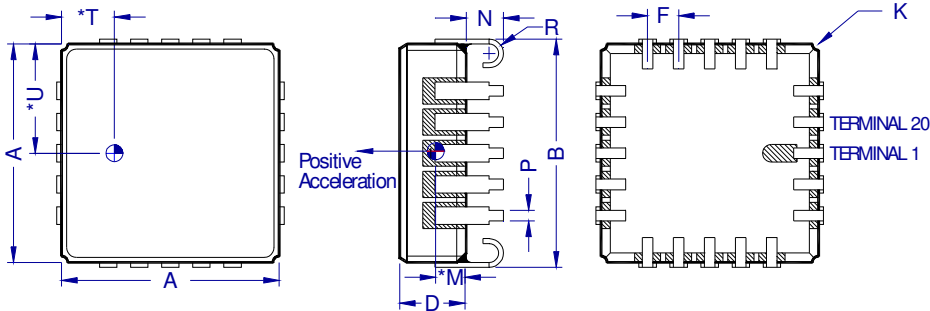 *T
*U
A
A
N
R
Positive
Acceleration
P
B
*M
D
F
K
TERMINAL 20
TERMINAL 1